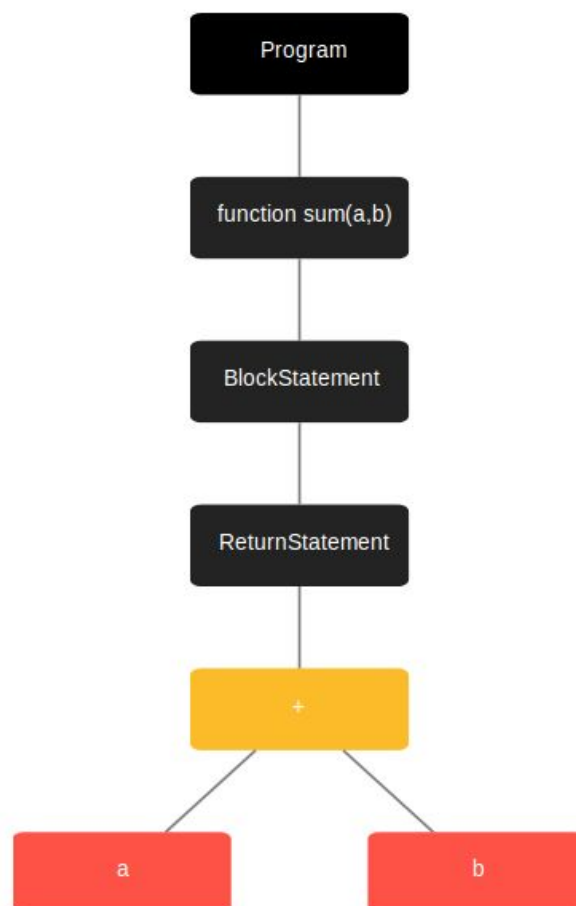 Program
function sum(a,b)
BlockStatement
ReturnStatement
+
a
b